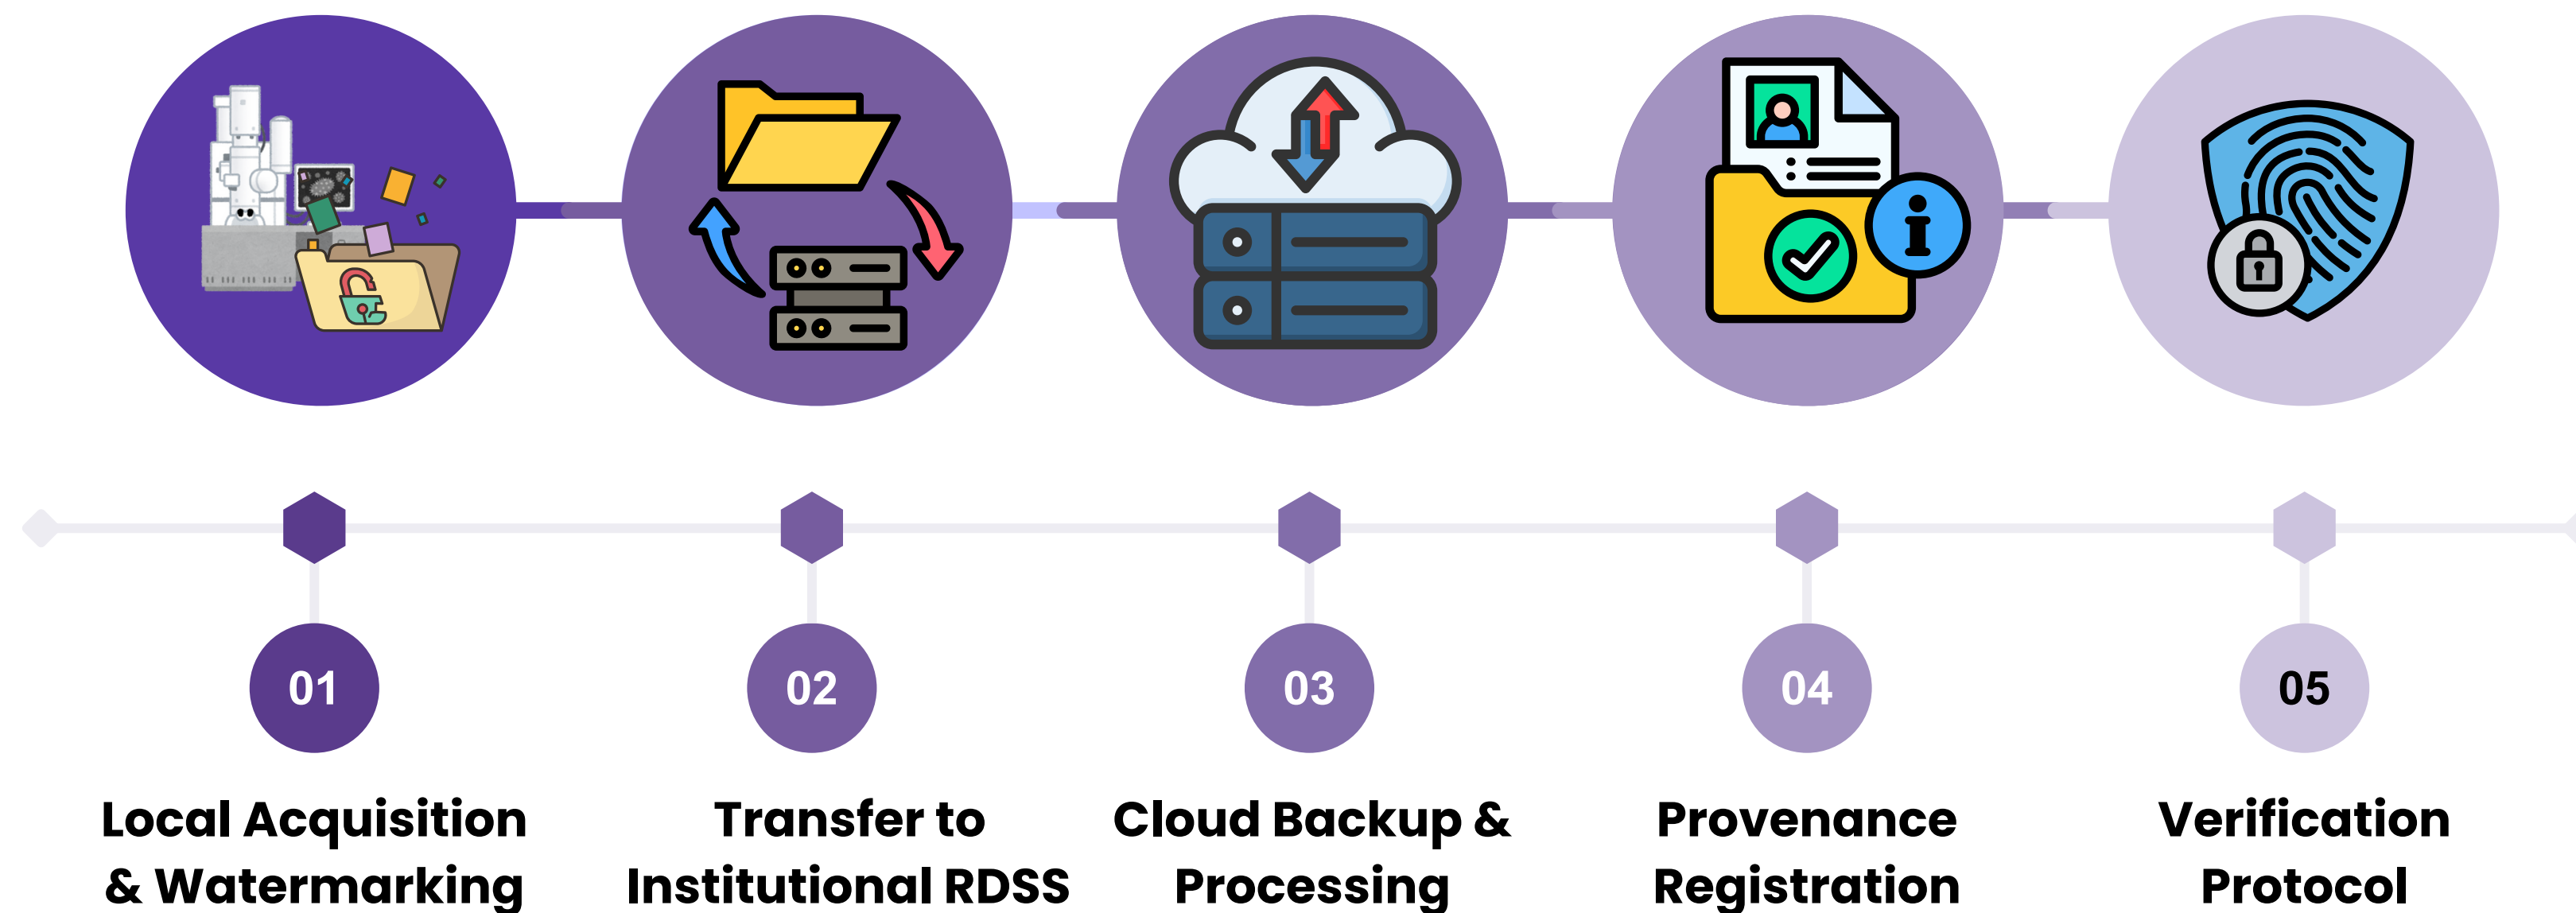 01
02
03
04
05
Local Acquisition
& Watermarking
Transfer to
Institutional RDSS
Cloud Backup &
Processing
Provenance
Registration
Verification
Protocol